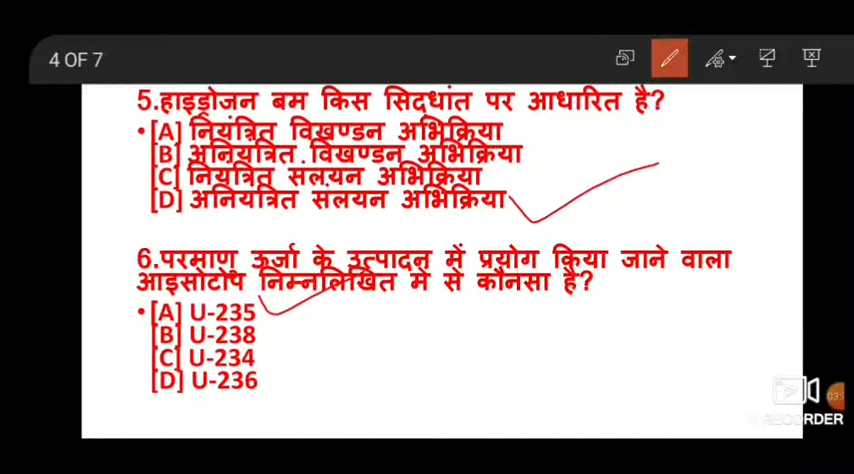 4 OF 7
5.हाइड्रोजन बम किस सिद्धांत पर आधारित है?
• [A] नियंत्रित विखण्डन अभिक्रिया
[B] अनियंत्रित विखण्डन अभिक्रिया
[C] नियंत्रित संलयन अभिक्रिया
[D] अनियंत्रित संलयन अभिक्रिया
6.परमाणु ऊर्जा के उत्पादन में प्रयोग किया जाने वाला
आइसोटोप निम्नलिखित में से कौनसा है?
• [A] U-235
[B] U-238
[C] U-234
[D] U-236
RECORDER